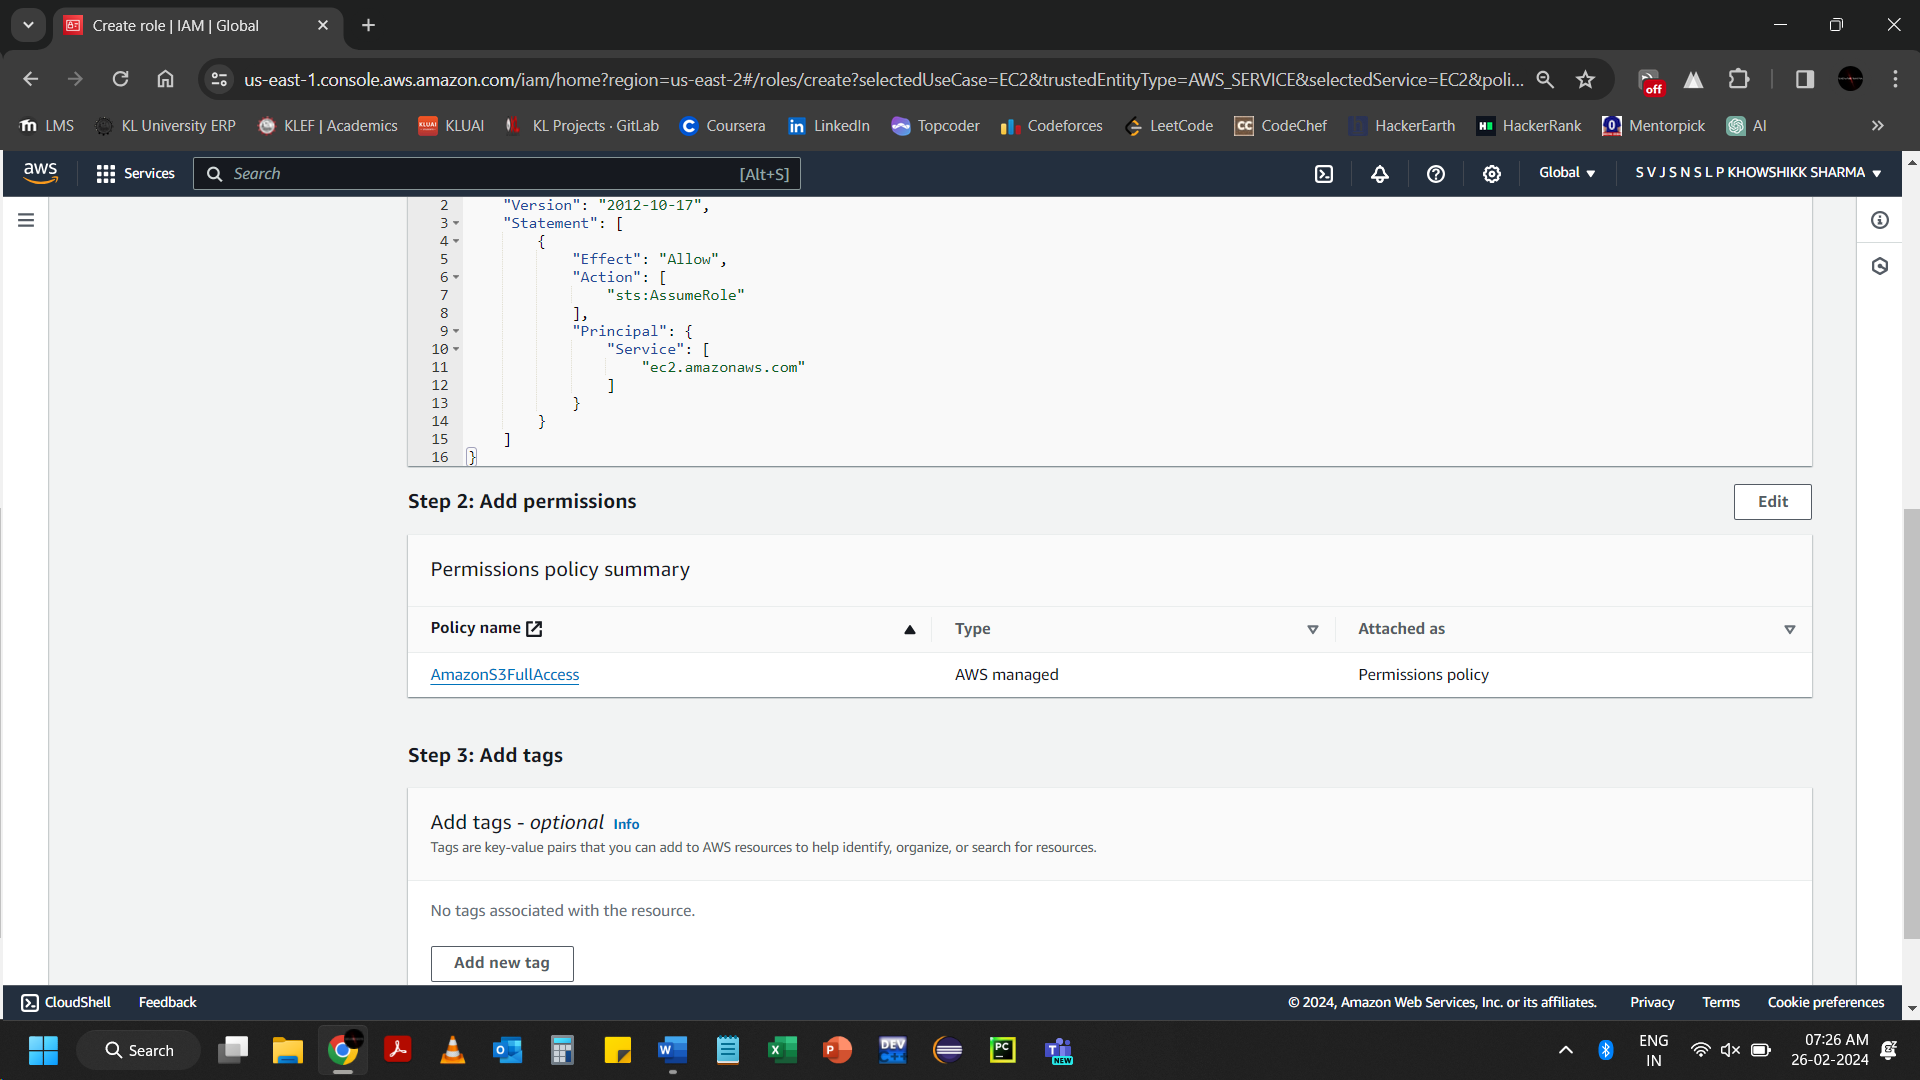 Create role | IAM | Global
us-east-1.console.aws.amazon.com/iam/home?region=us-east-2#/roles/create?selectedUseCase=EC2&trustedEntityType=AWS_SERVICE&selectedService=EC2&poli...
off
LMS
KL University ERP
KLEF | Academics
KLUAI
KLUAI
KL Projects · GitLab
Coursera
LinkedIn
Topcoder
Codeforces
LeetCode
CodeChef
HackerEarth
HackerRank
Mentorpick
AI
aws
Services
Search
[Alt+S]
Global
S V J S N S L P KHOWSHIKK SHARMA
2 "Version": "2012-10-17",
3 "Statement": [
4 {
5 "Effect": "Allow",
6 "Action": [
7 "sts:AssumeRole"
8 ],
9 "Principal": {
10 "Service": [
11 "ec2.amazonaws.com"
12 ]
13 }
14 }
15 ]
16 }
Step 2: Add permissions
Edit
Permissions policy summary
Policy name
Type
Attached as
AmazonS3FullAccess
AWS managed
Permissions policy
Step 3: Add tags
Add tags - optional Info
Tags are key-value pairs that you can add to AWS resources to help identify, organize, or search for resources.
No tags associated with the resource.
Add new tag
CloudShell
Feedback
© 2024, Amazon Web Services, Inc. or its affiliates.
Privacy
Terms
Cookie preferences
Search
DEV
PC
NEW
ENG
IN
07:26 AM
26-02-2024